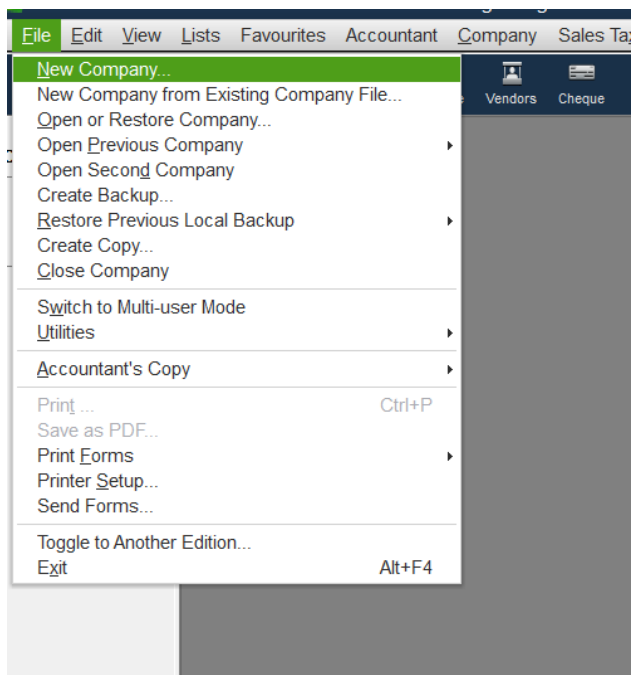 File Edit View Lists Favourites Accountant Company Sales Ta
New Company...
New Company from Existing Company File...
Vendors Cheque
Open or Restore Company...
Open Previous Company
Open Second Company
Create Backup...
Restore Previous Local Backup
Create Copy...
Close Company
Switch to Multi-user Mode
Utilities
Accountant's Copy
Print ... Ctrl+P
Save as PDF...
Print Forms
Printer Setup...
Send Forms...
Toggle to Another Edition...
Exit Alt+F4